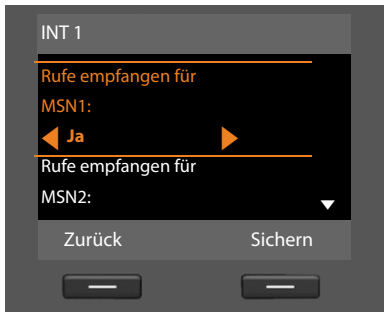 INT 1
Rufe empfangen für
MSN1:
Ja
Rufe empfangen für
MSN2:
Zurück
Sichern